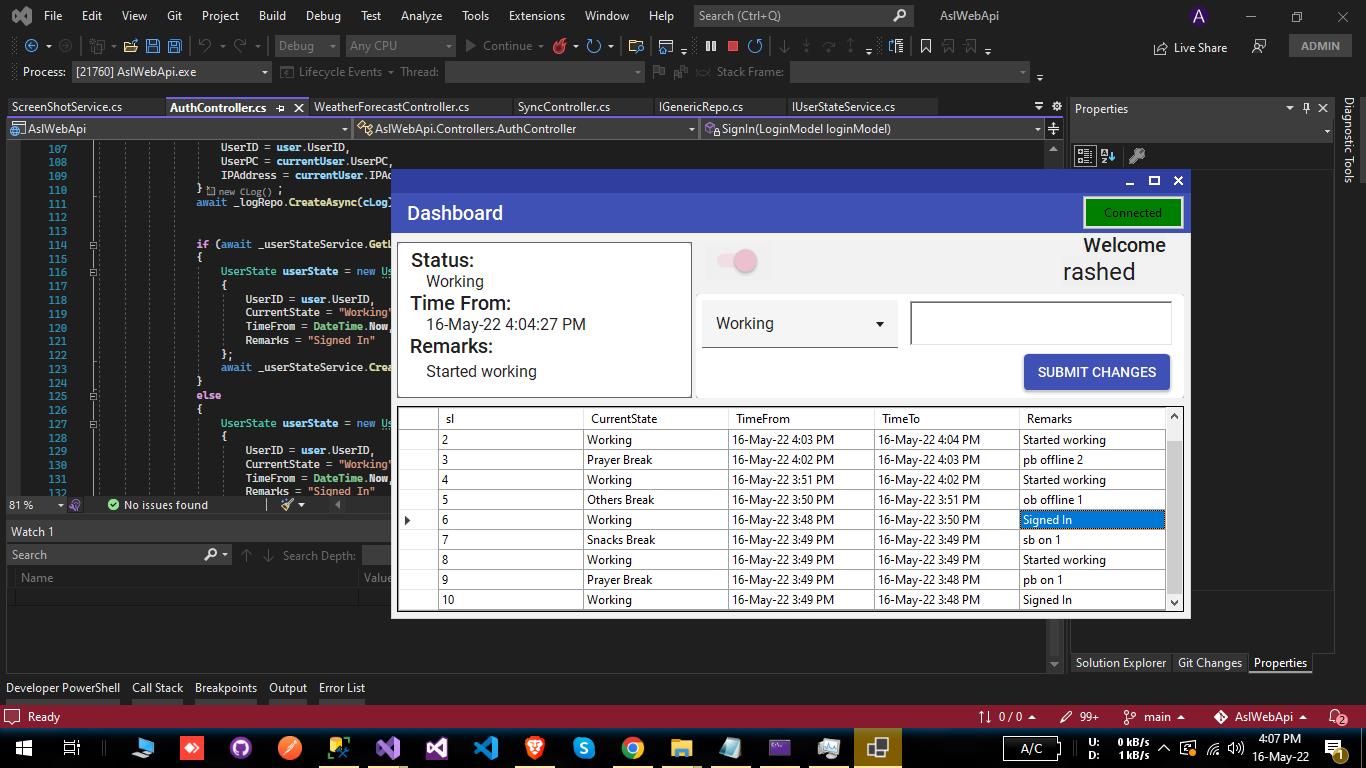 File Edit View Git Project Build Debug Test Analyze Tools Extensions Window Help Search (Ctrl+Q) AslWebApi A
Debug Any CPU Continue Live Share ADMIN
Process: [21760] AslWebApi.exe Lifecycle Events Thread: Stack Frame:
ScreenShotService.cs AuthController.cs WeatherForecastController.cs SyncController.cs IGenericRepo.cs IUserStateService.cs Properties
AslWebApi AslWebApi.Controllers.AuthController SignIn(LoginModel loginModel)
Diagnostic Tools
107 UserID = user.UserID,
108 UserPC = currentUser.UserPC,
109 IPAddress = currentUser.IPAd
110 } new CLog() ;
111 await _logRepo.CreateAsync(cLog)
112
113
114 if (await _userStateService.GetL
115 {
116 UserState userState = new Us
117 {
118 UserID = user.UserID,
119 CurrentState = "Working"
120 TimeFrom = DateTime.Now,
121 Remarks = "Signed In"
122 };
123 await _userStateService.Crea
124 }
125 else
126 {
127 UserState userState = new Us
128 {
129 UserID = user.UserID,
130 CurrentState = "Working"
131 TimeFrom = DateTime.Now,
132 Remarks = "Signed In"
81 % No issues found
Watch 1
Search Search Depth:
Name Value
Dashboard Connected
Status:
Working
Time From:
16-May-22 4:04:27 PM
Remarks:
Started working
Welcome
rashed
Working
SUBMIT CHANGES
sl CurrentState TimeFrom TimeTo Remarks
2 Working 16-May-22 4:03 PM 16-May-22 4:04 PM Started working
3 Prayer Break 16-May-22 4:02 PM 16-May-22 4:03 PM pb offline 2
4 Working 16-May-22 3:51 PM 16-May-22 4:02 PM Started working
5 Others Break 16-May-22 3:50 PM 16-May-22 3:51 PM ob offline 1
6 Working 16-May-22 3:48 PM 16-May-22 3:50 PM Signed In
7 Snacks Break 16-May-22 3:49 PM 16-May-22 3:49 PM sb on 1
8 Working 16-May-22 3:49 PM 16-May-22 3:49 PM Started working
9 Prayer Break 16-May-22 3:49 PM 16-May-22 3:48 PM pb on 1
10 Working 16-May-22 3:49 PM 16-May-22 3:48 PM Signed In
Solution Explorer Git Changes Properties
Developer PowerShell Call Stack Breakpoints Output Error List
Ready 0 / 0 99+ main AslWebApi 2
A/C U: 0 kB/s 4:07 PM
D: 1 kB/s 16-May-22 1